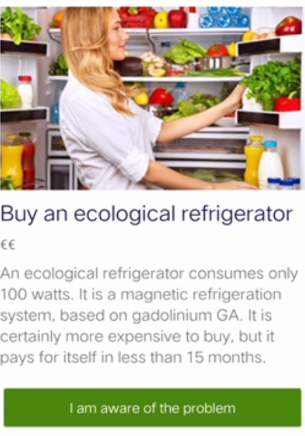 Buy an ecological refrigerator
€€
An ecological refrigerator consumes only
100 watts. It is a magnetic refrigeration
system, based on gadolinium GA. It is
certainly more expensive to buy, but it
pays for itself in less than 15 months.
I am aware of the problem